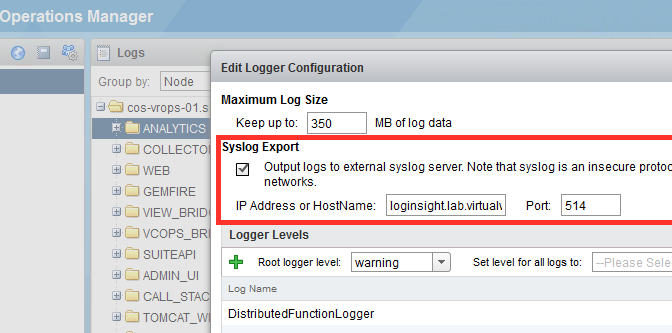 Operations Manager
Logs
Group by: Node
cos-vrops-01.s
ANALYTICS
COLLECTO
WEB
GEMFIRE
VIEW_BRID
VCOPS_BR
SUITEAPI
ADMIN_UI
CALL_STAC
TOMCAT_W
Edit Logger Configuration
Maximum Log Size
Keep up to: 350 MB of log data
Syslog Export
Output logs to external syslog server. Note that syslog is an insecure protoc
networks.
IP Address or HostName: loginsight.lab.virtual Port: 514
Logger Levels
Root logger level: warning Set level for all logs to: --Please Sele
Log Name
DistributedFunctionLogger